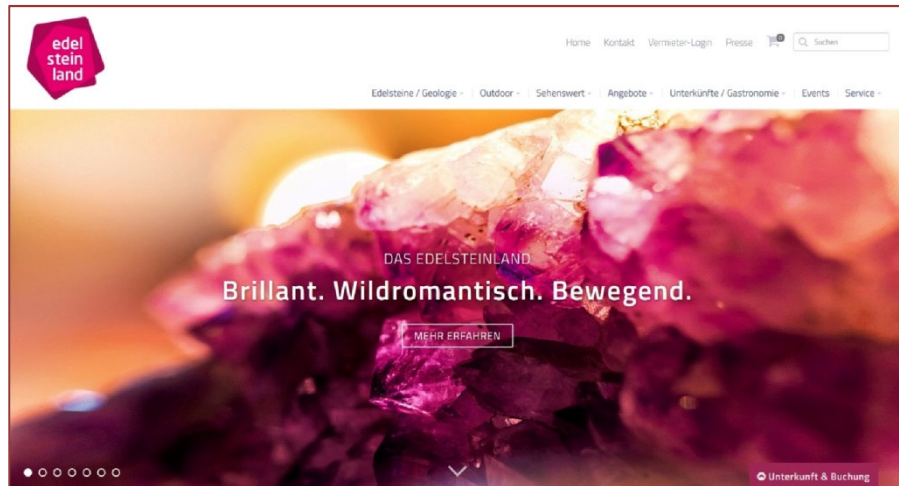 edel
stein
land
Home Kontakt Vermieter-Login Presse 0 Suchen
Edelsteine / Geologie Outdoor Sehenswert Angebote Unterkünfte / Gastronomie Events Service
DAS EDELSTEINLAND
Brillant. Wildromantisch. Bewegend.
MEHR ERFAHREN
Unterkunft & Buchung